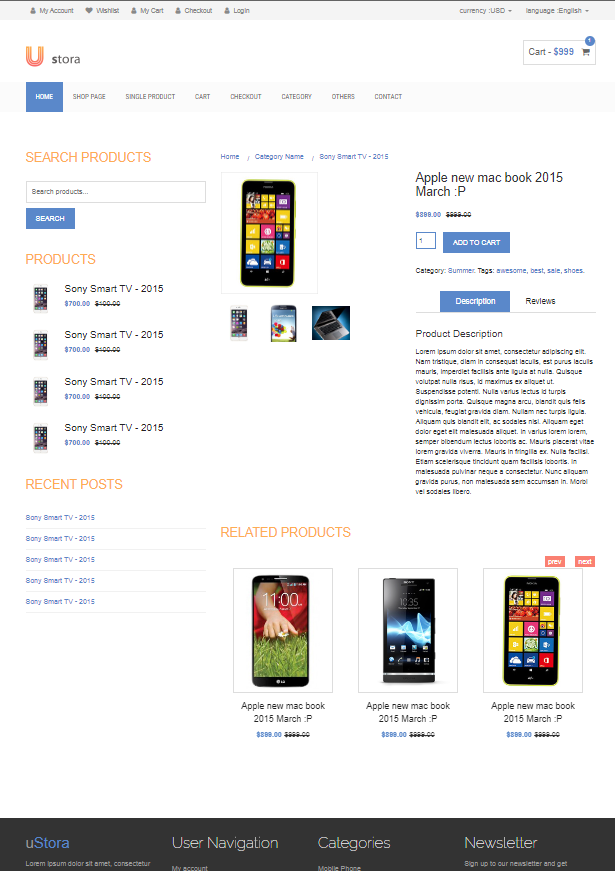 My Account Wishlist My Cart Checkout Login currency :USD language :English
U stora
Cart - $999 1
HOME SHOP PAGE SINGLE PRODUCT CART CHECKOUT CATEGORY OTHERS CONTACT
SEARCH PRODUCTS
Search products...
SEARCH
PRODUCTS
Sony Smart TV - 2015
$700.00 $100.00
Sony Smart TV - 2015
$700.00 $100.00
Sony Smart TV - 2015
$700.00 $100.00
Sony Smart TV - 2015
$700.00 $100.00
RECENT POSTS
Sony Smart TV - 2015
Sony Smart TV - 2015
Sony Smart TV - 2015
Sony Smart TV - 2015
Sony Smart TV - 2015
Home / Category Name / Sony Smart TV - 2015
Apple new mac book 2015
March :P
$899.00 $999.00
1 ADD TO CART
Category: Summer. Tags: awesome, best, sale, shoes.
Description Reviews
Product Description
Lorem ipsum dolor sit amet, consectetur adipiscing elit.
Nam tristique, diam in consequat iaculis, est purus iaculis
mauris, imperdiet facilisis ante ligula at nulla. Quisque
volutpat nulla risus, id maximus ex aliquet ut.
Suspendisse potenti. Nulla varius lectus id turpis
dignissim porta. Quisque magna arcu, blandit quis felis
vehicula, feugiat gravida diam. Nullam nec turpis ligula.
Aliquam quis blandit elit, ac sodales nisl. Aliquam eget
dolor eget elit malesuada aliquet. In varius lorem lorem,
semper bibendum lectus lobortis ac. Mauris placerat vitae
lorem gravida viverra. Mauris in fringilla ex. Nulla facilisi.
Etiam scelerisque tincidunt quam facilisis lobortis. In
malesuada pulvinar neque a consectetur. Nunc aliquam
gravida purus, non malesuada sem accumsan in. Morbi
vel sodales libero.
RELATED PRODUCTS
prev next
11:00
LG
SONY
10:35
NOKIA
Apple new mac book
2015 March :P
$899.00 $999.00
Apple new mac book
2015 March :P
$899.00 $999.00
Apple new mac book
2015 March :P
$899.00 $999.00
uStora
Lorem ipsum dolor sit amet, consectetur
User Navigation
My account
Categories
Mobile Phone
Newsletter
Sign up to our newsletter and get